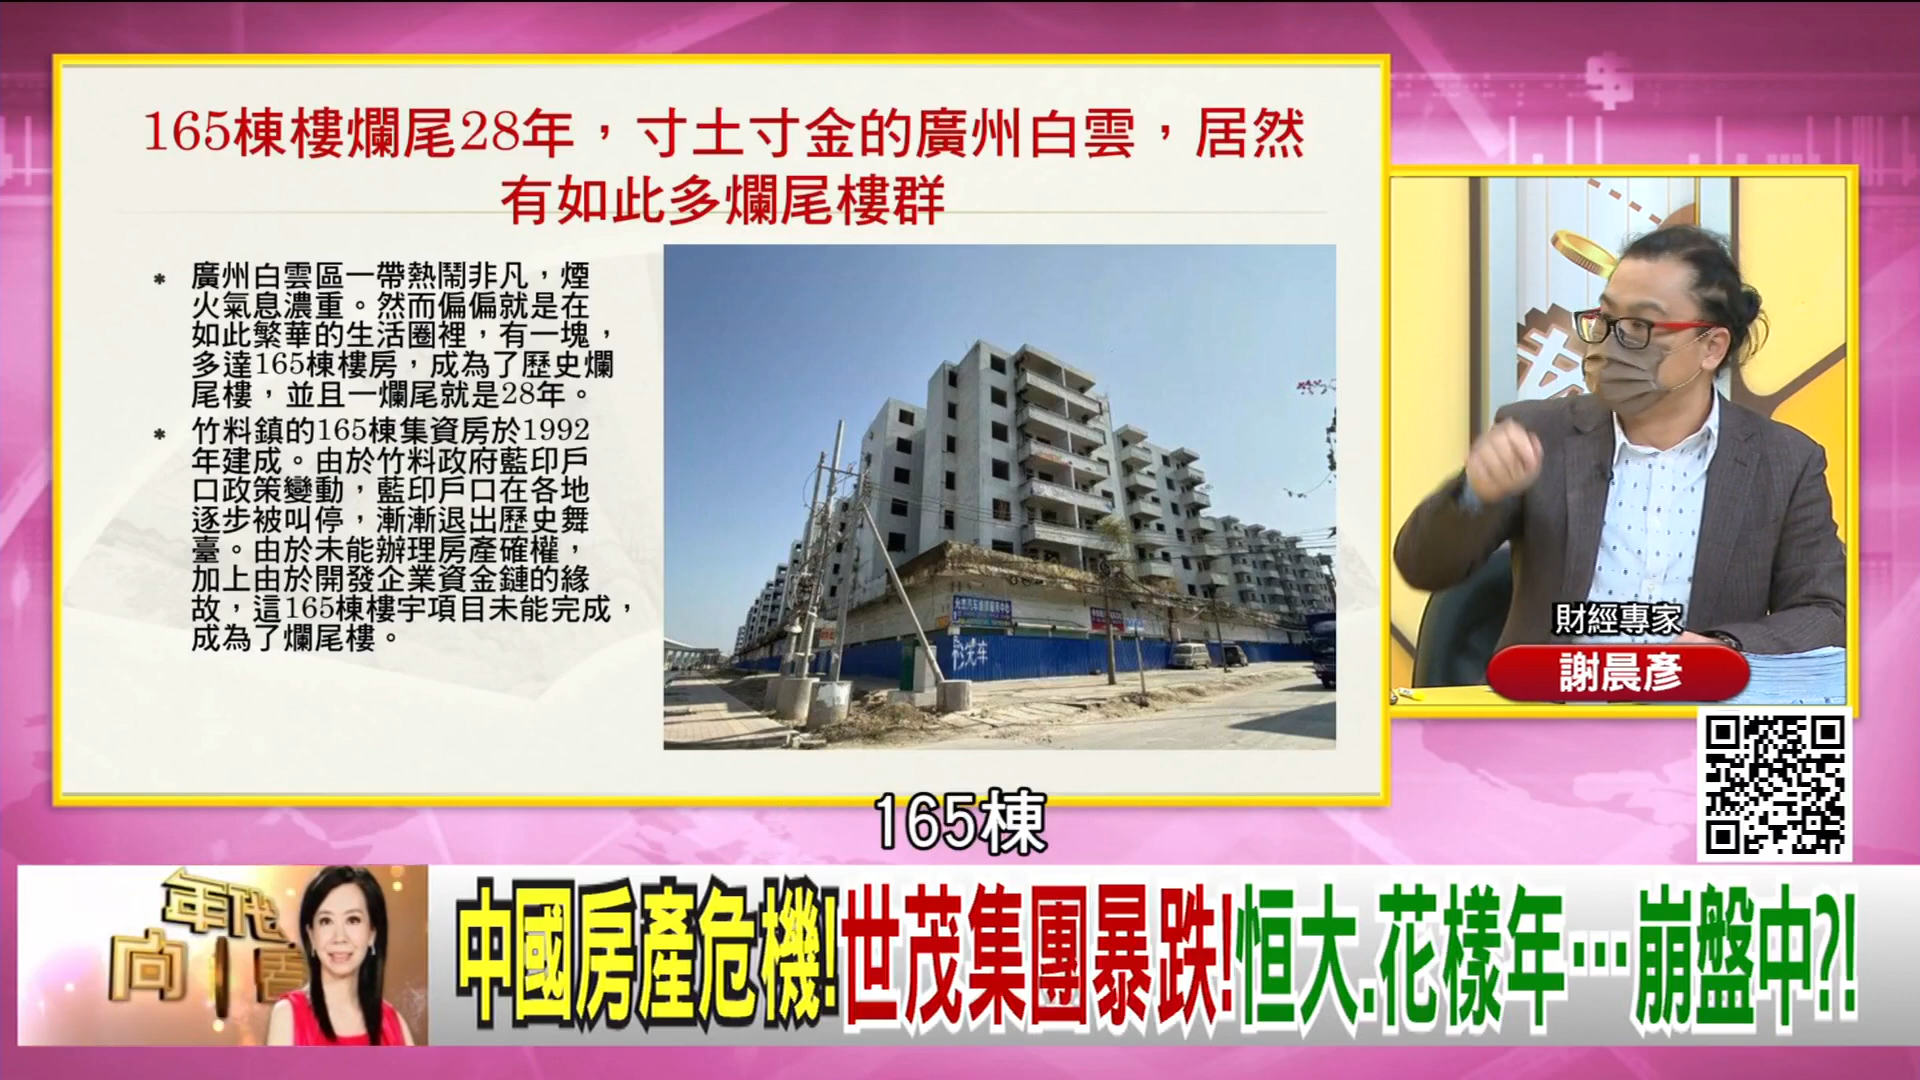 165棟樓爛尾28年，寸土寸金的廣州白雲，居然
有如此多爛尾樓群
* 廣州白雲區一帶熱鬧非凡，煙
火氣息濃重。然而偏偏就是在
如此繁華的生活圈裡，有一塊，
多達165棟樓房，成為了歷史爛
尾樓，並且一爛尾就是28年。
* 竹料鎮的165棟集資房於1992
年建成。由於竹料政府藍印戶
口政策變動，藍印戶口在各地
逐步被叫停，漸漸退出歷史舞
臺。由於未能辦理房產確權，
加上由於開發企業資金鏈的緣
故，這165棟樓宇項目未能完成，
成為了爛尾樓。
財經專家
謝晨彥
165棟
年代
向
中國房產危機!世茂集團暴跌!恒大.花樣年…崩盤中?!